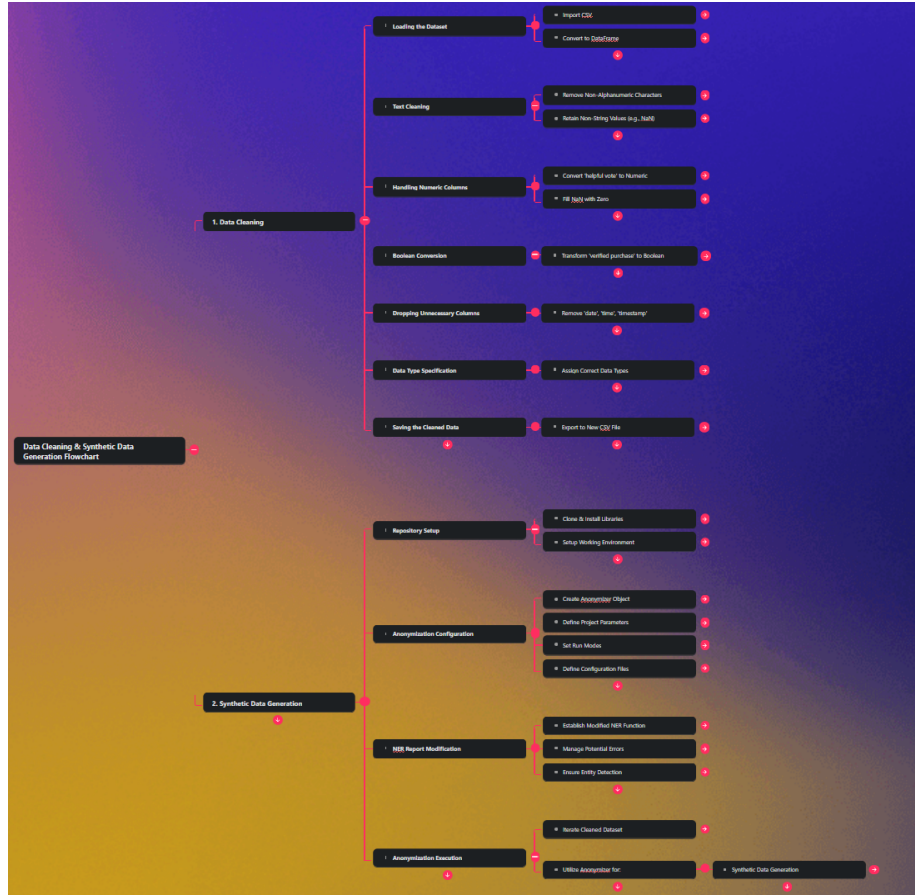 Data Cleaning & Synthetic Data
Generation Flowchart
1. Data Cleaning
Loading the Dataset
Import CSV.
Convert to DataFrame
Text Cleaning
Remove Non-Alphanumeric Characters
Retain Non-String Values (e.g., NaN)
Handling Numeric Columns
Convert 'helpful vote' to Numeric
Fill NaN with Zero
Boolean Conversion
Transform 'verified purchase' to Boolean
Dropping Unnecessary Columns
Remove 'date', 'time', 'timestamp'
Data Type Specification
Assign Correct Data Types
Saving the Cleaned Data
Export to New CSV File
2. Synthetic Data Generation
Repository Setup
Clone & Install Libraries
Setup Working Environment
Anonymization Configuration
Create Anonymizer Object
Define Project Parameters
Set Run Modes
Define Configuration Files
NER Report Modification
Establish Modified NER Function
Manage Potential Errors
Ensure Entity Detection
Anonymization Execution
Iterate Cleaned Dataset
Utilize Anonymizer for:
Synthetic Data Generation